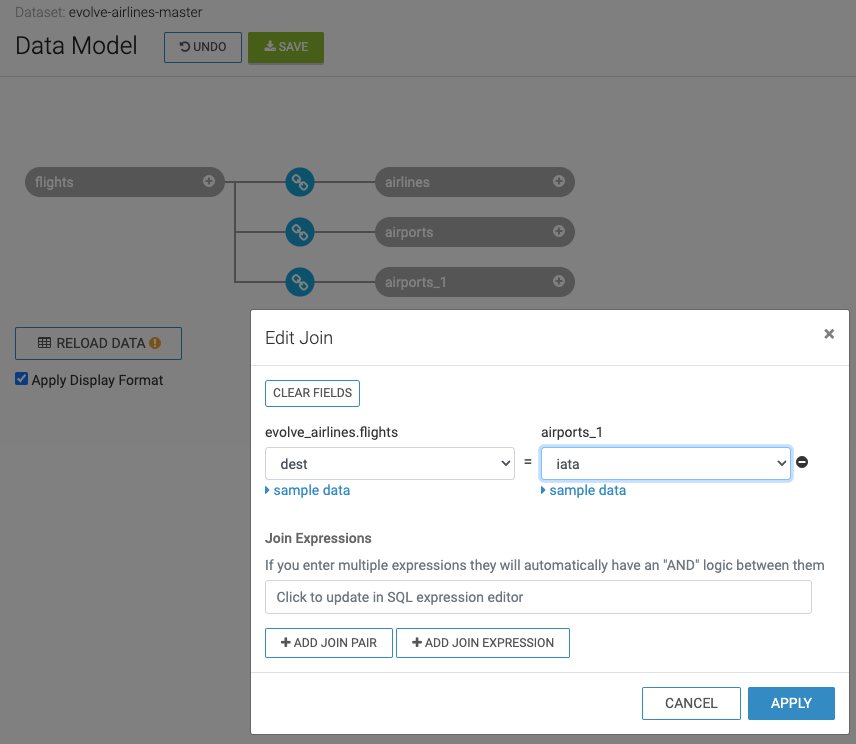 Dataset: evolve-airlines-master
Data Model
UNDO
SAVE
flights
airlines
airports
airports_1
RELOAD DATA
Apply Display Format
Edit Join
CLEAR FIELDS
evolve_airlines.flights
airports_1
dest
=
iata
sample data
sample data
Join Expressions
If you enter multiple expressions they will automatically have an "AND" logic between them
Click to update in SQL expression editor
ADD JOIN PAIR
ADD JOIN EXPRESSION
CANCEL
APPLY